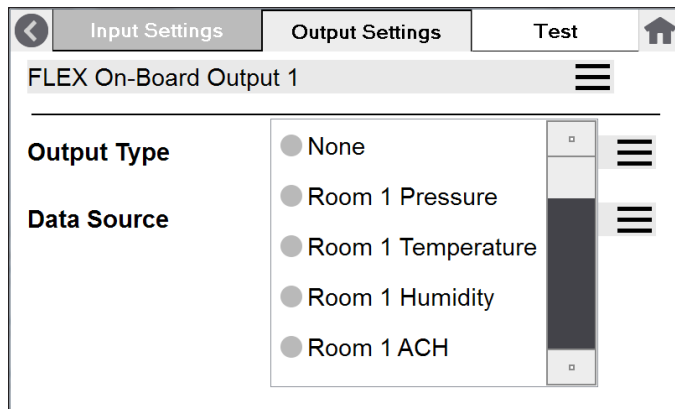 Input Settings
Output Settings
Test
FLEX On-Board Output 1
Output Type
None
Room 1 Pressure
Data Source
Room 1 Temperature
Room 1 Humidity
Room 1 ACH